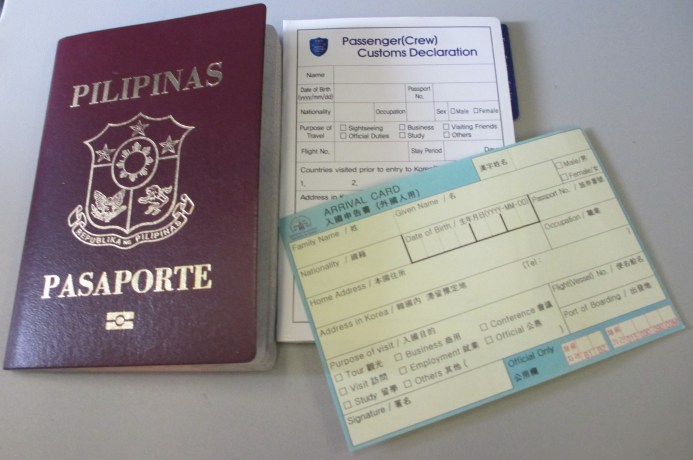 PILIPINAS
REPUBLIKA NG PILIPINAS
PASAPORTE
Passenger(Crew)
Customs Declaration
Name
Date of Birth
(yyyy/mm/dd)
Passport
No.
Nationality
Occupation
Sex □Male □Female
Purpose of
Travel
□ Sightseeing □ Business □ Visiting Friends
□ Official Duties □ Study □ Others
Flight No.
Stay Period
Countries visited prior to entry to
1, 2,
Address in
ARRIVAL CARD
入國申告書 (外國人用)
漢字姓名
□ Male/男
□ Female/女
Family Name / 姓
Given Name / 名
Nationality / 國籍
Date of Birth / 生年月日(YYYY-MM-DD)
Passport No. / 旅券番號
Home Address / 本國住所
Occupation / 職業
Address in Korea / 韓國內 滯留豫定地
(Tel : )
Purpose of visit / 入國目的
□ Tour 觀光 □ Business 商用 □ Conference 會議
□ Visit 訪問 □ Employment 就業 □ Official 公務
□ Study 留學 □ Others 其他 ( )
Flight(Vessel) No. / 便名船名
Port of Boarding / 出發地
Signature / 署名
Official Only
公用欄